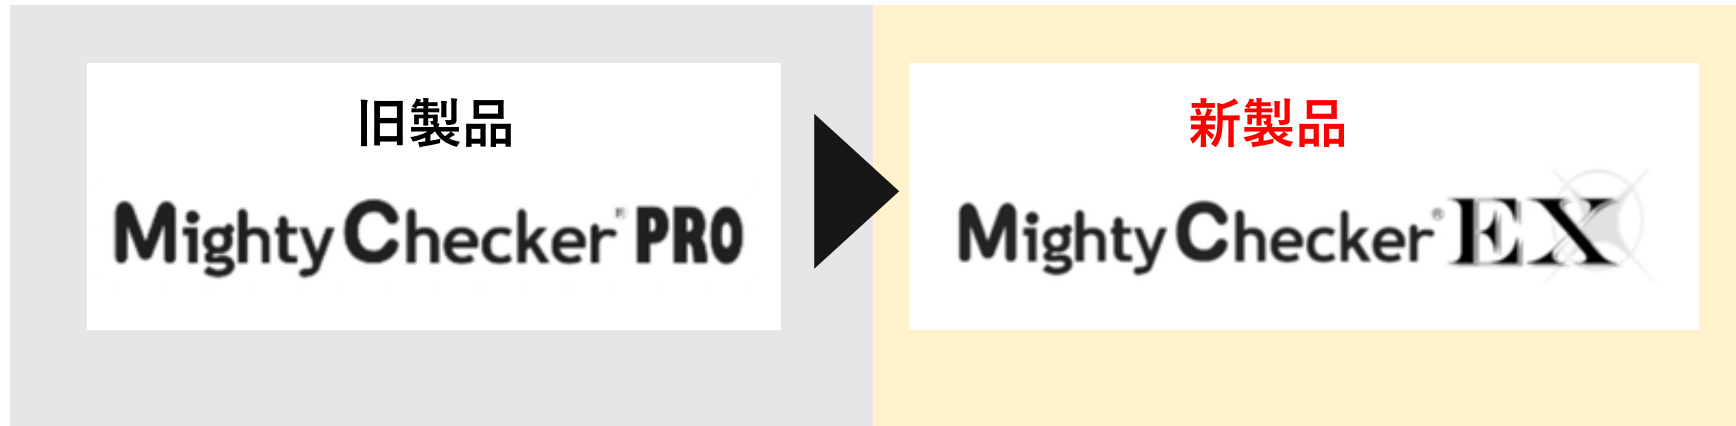 旧製品
MightyChecker® PRO
新製品
MightyChecker® EX